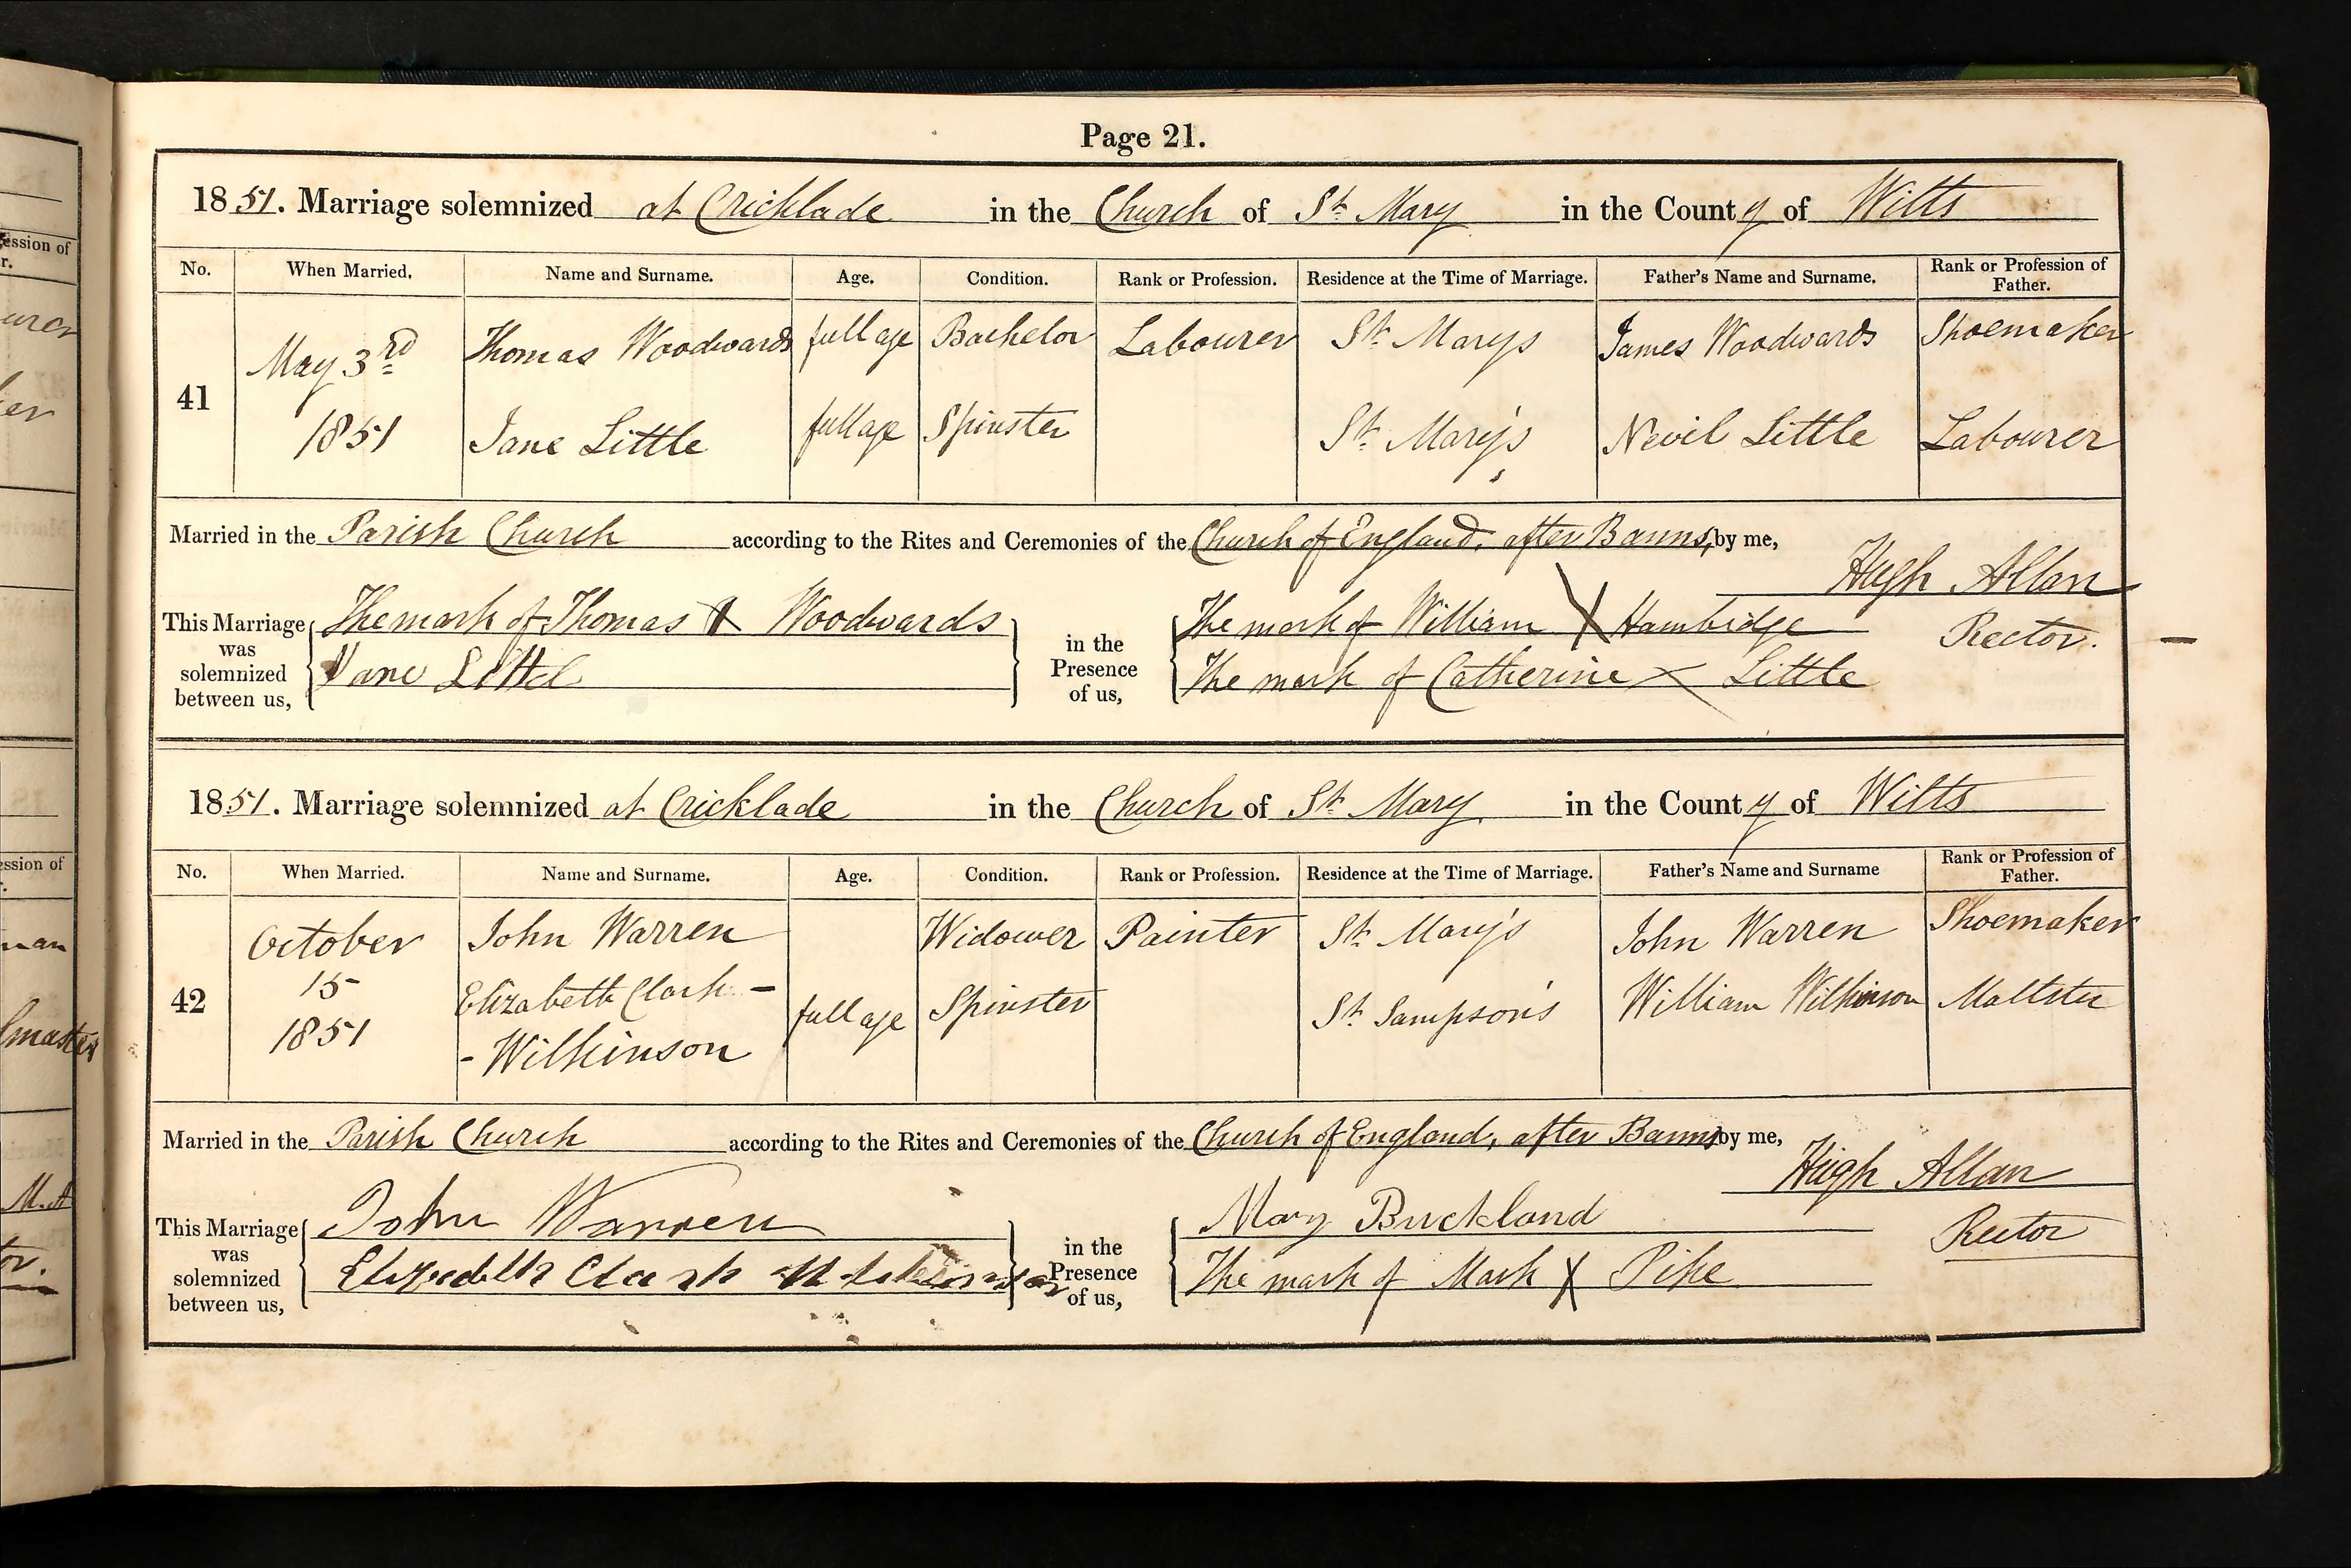 Page 21.
1851. Marriage solemnized at Cricklade in the Church of St. Mary in the County of Wilts
No. When Married. Name and Surname. Age. Condition. Rank or Profession. Residence at the Time of Marriage. Father's Name and Surname. Rank or Profession of Father.
41 May 3rd 1851 Thomas Woodwards full age Bachelor Labourer St. Marys James Woodwards Shoemaker
Jane Little full age Spinster St. Mary's Nevil Little Labourer
Married in the Parish Church according to the Rites and Ceremonies of the Church of England, after Banns, by me,
Hugh Allan
Rector.
This Marriage was solemnized between us,
The mark of Thomas X Woodwards
Jane Littel
in the Presence of us,
The mark of William X Hambidge
The mark of Catherine X Little
1851. Marriage solemnized at Cricklade in the Church of St. Mary in the County of Wilts
No. When Married. Name and Surname. Age. Condition. Rank or Profession. Residence at the Time of Marriage. Father's Name and Surname Rank or Profession of Father.
42 October 15 1851 John Warren Widower Painter St. Mary's John Warren Shoemaker
Elizabeth Clark - - Wilkinson full age Spinster St. Sampson's William Wilkinson Maltster
Married in the Parish Church according to the Rites and Ceremonies of the Church of England, after Banns by me,
Hugh Allan
Rector
This Marriage was solemnized between us,
John Warren
Elizabeth Clark Wilkinson
in the Presence of us,
Mary Buckland
The mark of Mark X Pike